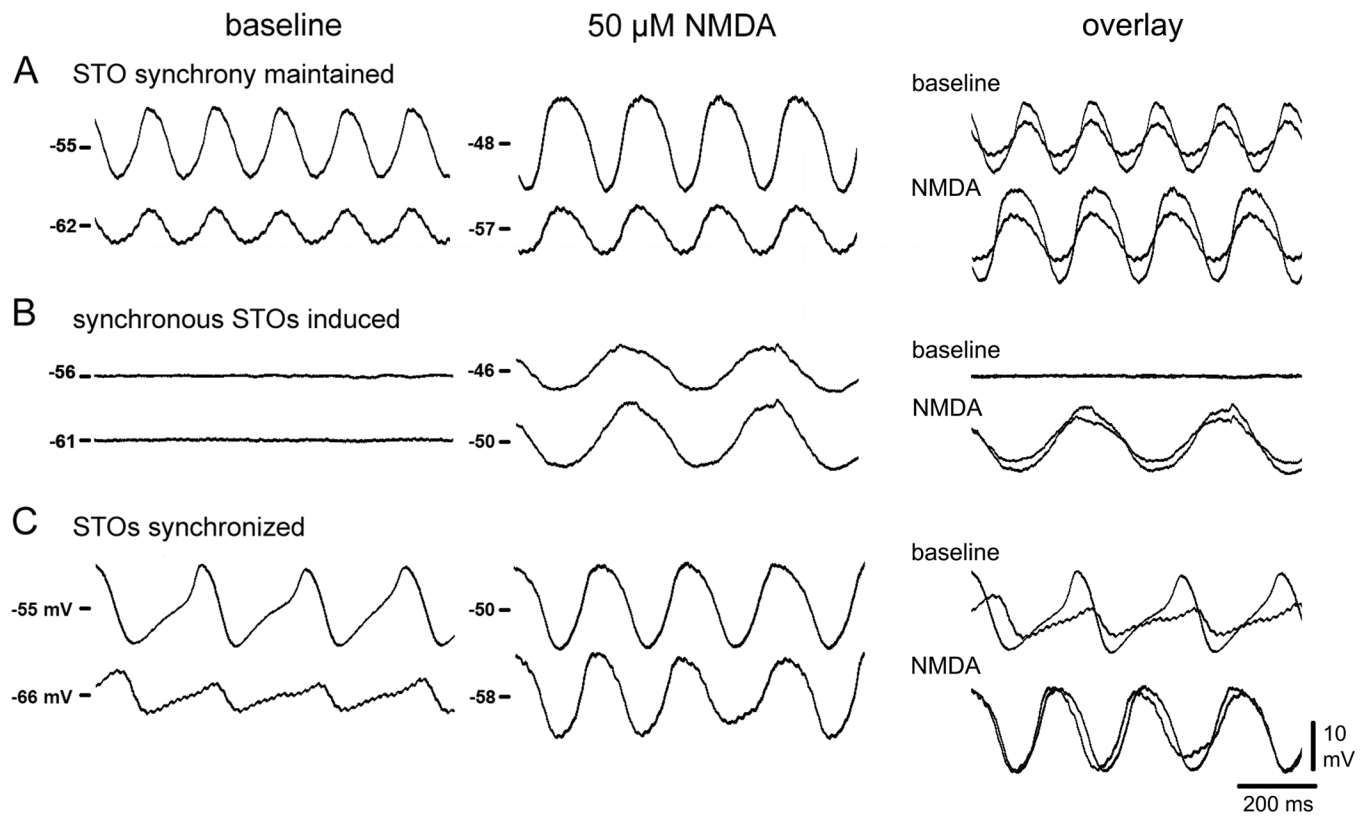 baseline
50 µM NMDA
overlay
A
STO synchrony maintained
-55
-62
-48
-57
baseline
NMDA
B
synchronous STOs induced
-56
-61
-46
-50
baseline
NMDA
C
STOs synchronized
-55 mV
-66 mV
-50
-58
baseline
NMDA
10
mV
200 ms